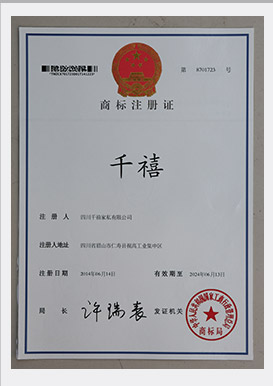 第 8701723 号
商标注册证
千禧
注册人 四川千禧家私有限公司
注册人地址 四川省眉山市仁寿县视高工业集中区
注册日期 2014年06月14日 有效期至 2024年06月13日
局长 许瑞表 发证机关
中华人民共和国国家工商行政管理总局
商标局